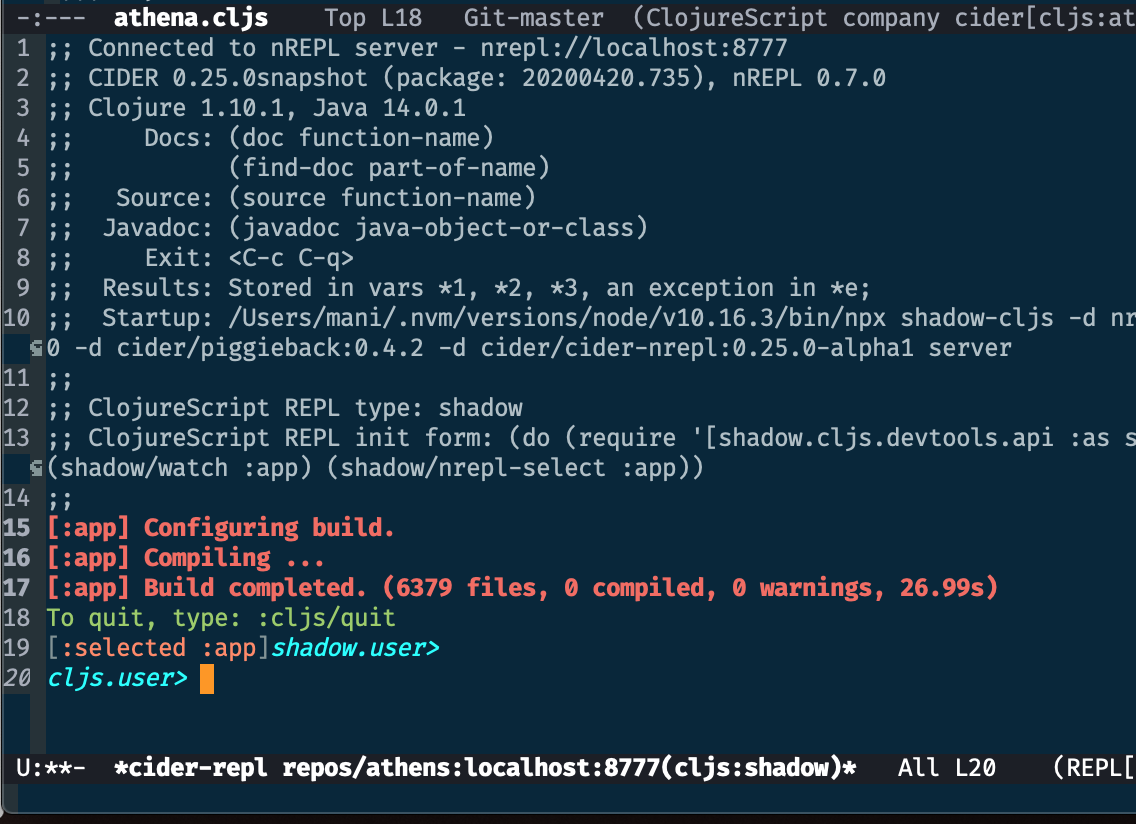 -:--- athena.cljs Top L18 Git-master (ClojureScript company cider[cljs:at
1 ;; Connected to nREPL server - nrepl://localhost:8777
2 ;; CIDER 0.25.0snapshot (package: 20200420.735), nREPL 0.7.0
3 ;; Clojure 1.10.1, Java 14.0.1
4 ;; Docs: (doc function-name)
5 ;; (find-doc part-of-name)
6 ;; Source: (source function-name)
7 ;; Javadoc: (javadoc java-object-or-class)
8 ;; Exit: <C-c C-q>
9 ;; Results: Stored in vars *1, *2, *3, an exception in *e;
10 ;; Startup: /Users/mani/.nvm/versions/node/v10.16.3/bin/npx shadow-cljs -d nr
0 -d cider/piggieback:0.4.2 -d cider/cider-nrepl:0.25.0-alpha1 server
11 ;;
12 ;; ClojureScript REPL type: shadow
13 ;; ClojureScript REPL init form: (do (require '[shadow.cljs.devtools.api :as s
(shadow/watch :app) (shadow/nrepl-select :app))
14 ;;
15 [:app] Configuring build.
16 [:app] Compiling ...
17 [:app] Build completed. (6379 files, 0 compiled, 0 warnings, 26.99s)
18 To quit, type: :cljs/quit
19 [:selected :app]shadow.user>
20 cljs.user>
U:**- *cider-repl repos/athens:localhost:8777(cljs:shadow)* All L20 (REPL[